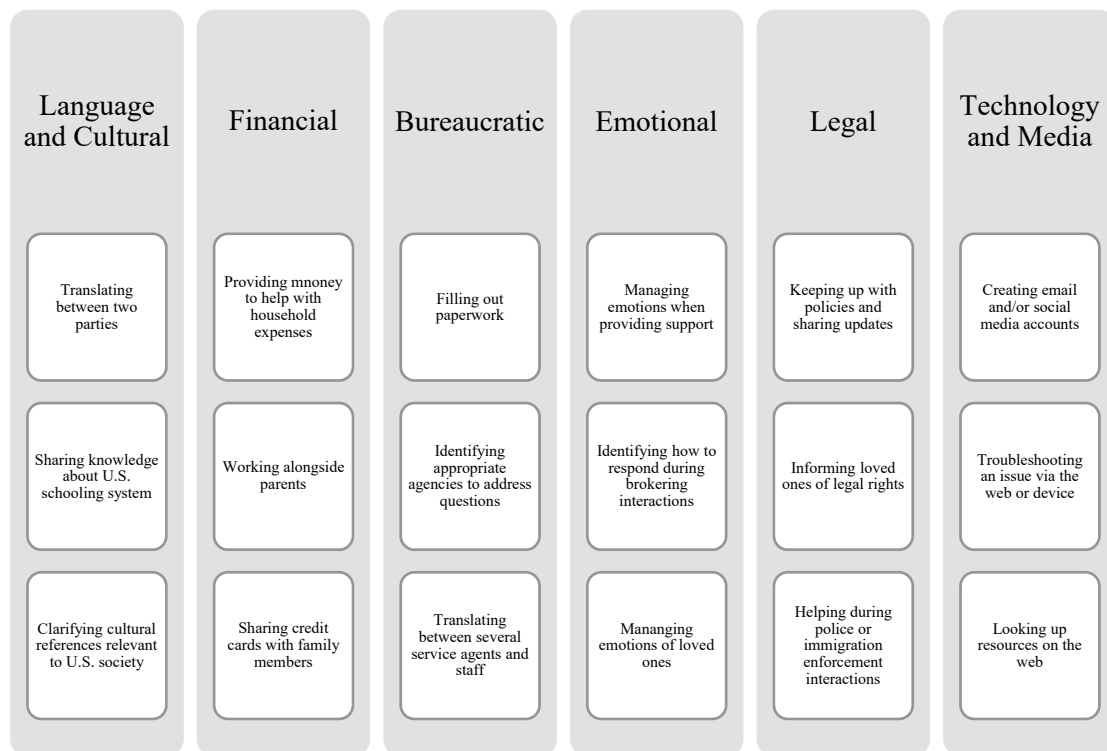 Language
and Cultural
Translating
between two
parties
Sharing knowledge
about U.S.
schooling system
Clarifying cultural
references relevant
to U.S. society
Financial
Providing mnoney
to help with
household
expenses
Working alongside
parents
Sharing credit
cards with family
members
Bureaucratic
Filling out
paperwork
Identifying
appropriate
agencies to address
questions
Translating
between several
service agents and
staff
Emotional
Managing
emotions when
providing support
Identifying how to
respond during
brokering
interactions
Mananging
emotions of loved
ones
Legal
Keeping up with
policies and
sharing updates
Informing loved
ones of legal rights
Helping during
police or
immigration
enforcement
interactions
Technology
and Media
Creating email
and/or social
media accounts
Troubleshooting
an issue via the
web or device
Looking up
resources on the
web